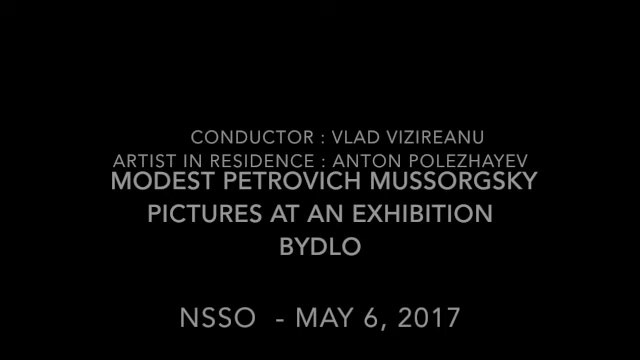 CONDUCTOR : VLAD VIZIREANU
ARTIST IN RESIDENCE : ANTON POLEZHAYEV
MODEST PETROVICH MUSSORGSKY
PICTURES AT AN EXHIBITION
BYDLO
NSSO - MAY 6, 2017